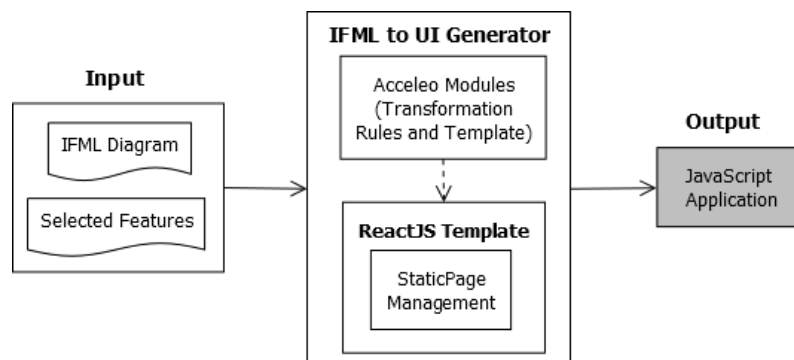 Input
IFML Diagram
Selected Features
IFML to UI Generator
Acceleo Modules
(Transformation
Rules and Template)
ReactJS Template
StaticPage
Management
Output
JavaScript
Application